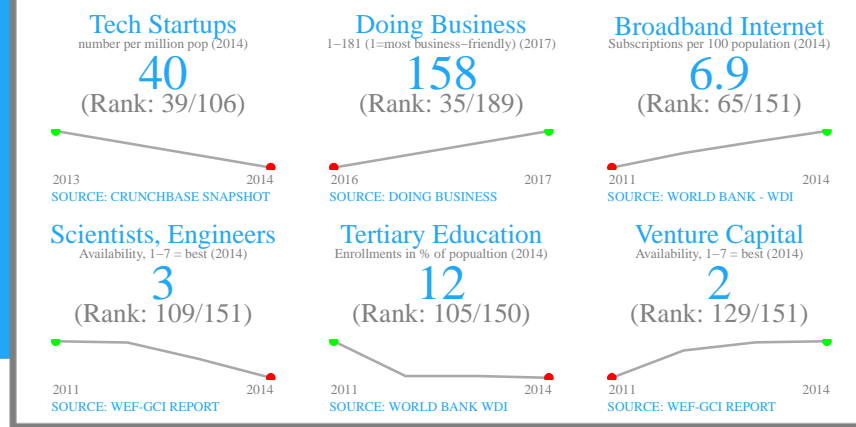 Tech Startups
number per million pop (2014)
40
(Rank: 39/106)
2013 2014
SOURCE: CRUNCHBASE SNAPSHOT
Doing Business
1−181 (1=most business−friendly) (2017)
158
(Rank: 35/189)
2016 2017
SOURCE: DOING BUSINESS
Broadband Internet
Subscriptions per 100 population (2014)
6.9
(Rank: 65/151)
2011 2014
SOURCE: WORLD BANK - WDI
Scientists, Engineers
Availability, 1−7 = best (2014)
3
(Rank: 109/151)
2011 2014
SOURCE: WEF-GCI REPORT
Tertiary Education
Enrollments in % of popualtion (2014)
12
(Rank: 105/150)
2011 2014
SOURCE: WORLD BANK WDI
Venture Capital
Availability, 1−7 = best (2014)
2
(Rank: 129/151)
2011 2014
SOURCE: WEF-GCI REPORT